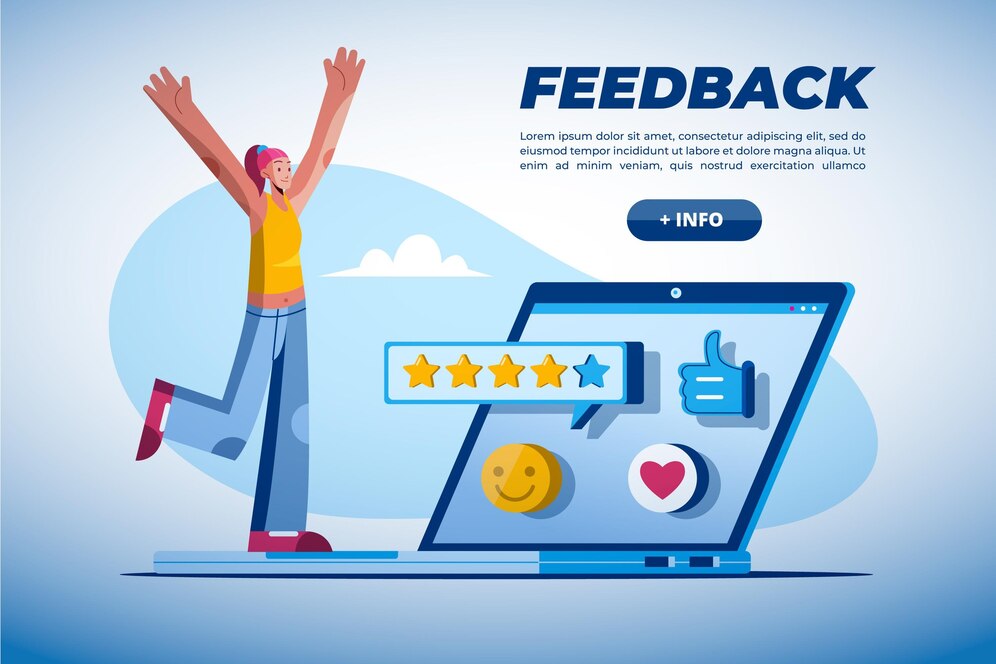 FEEDBACK
Lorem ipsum dolor sit amet, consectetur adipiscing elit, sed do
eiusmod tempor incididunt ut labore et dolore magna aliqua. Ut
enim ad minim veniam, quis nostrud exercitation ullamco
+ INFO